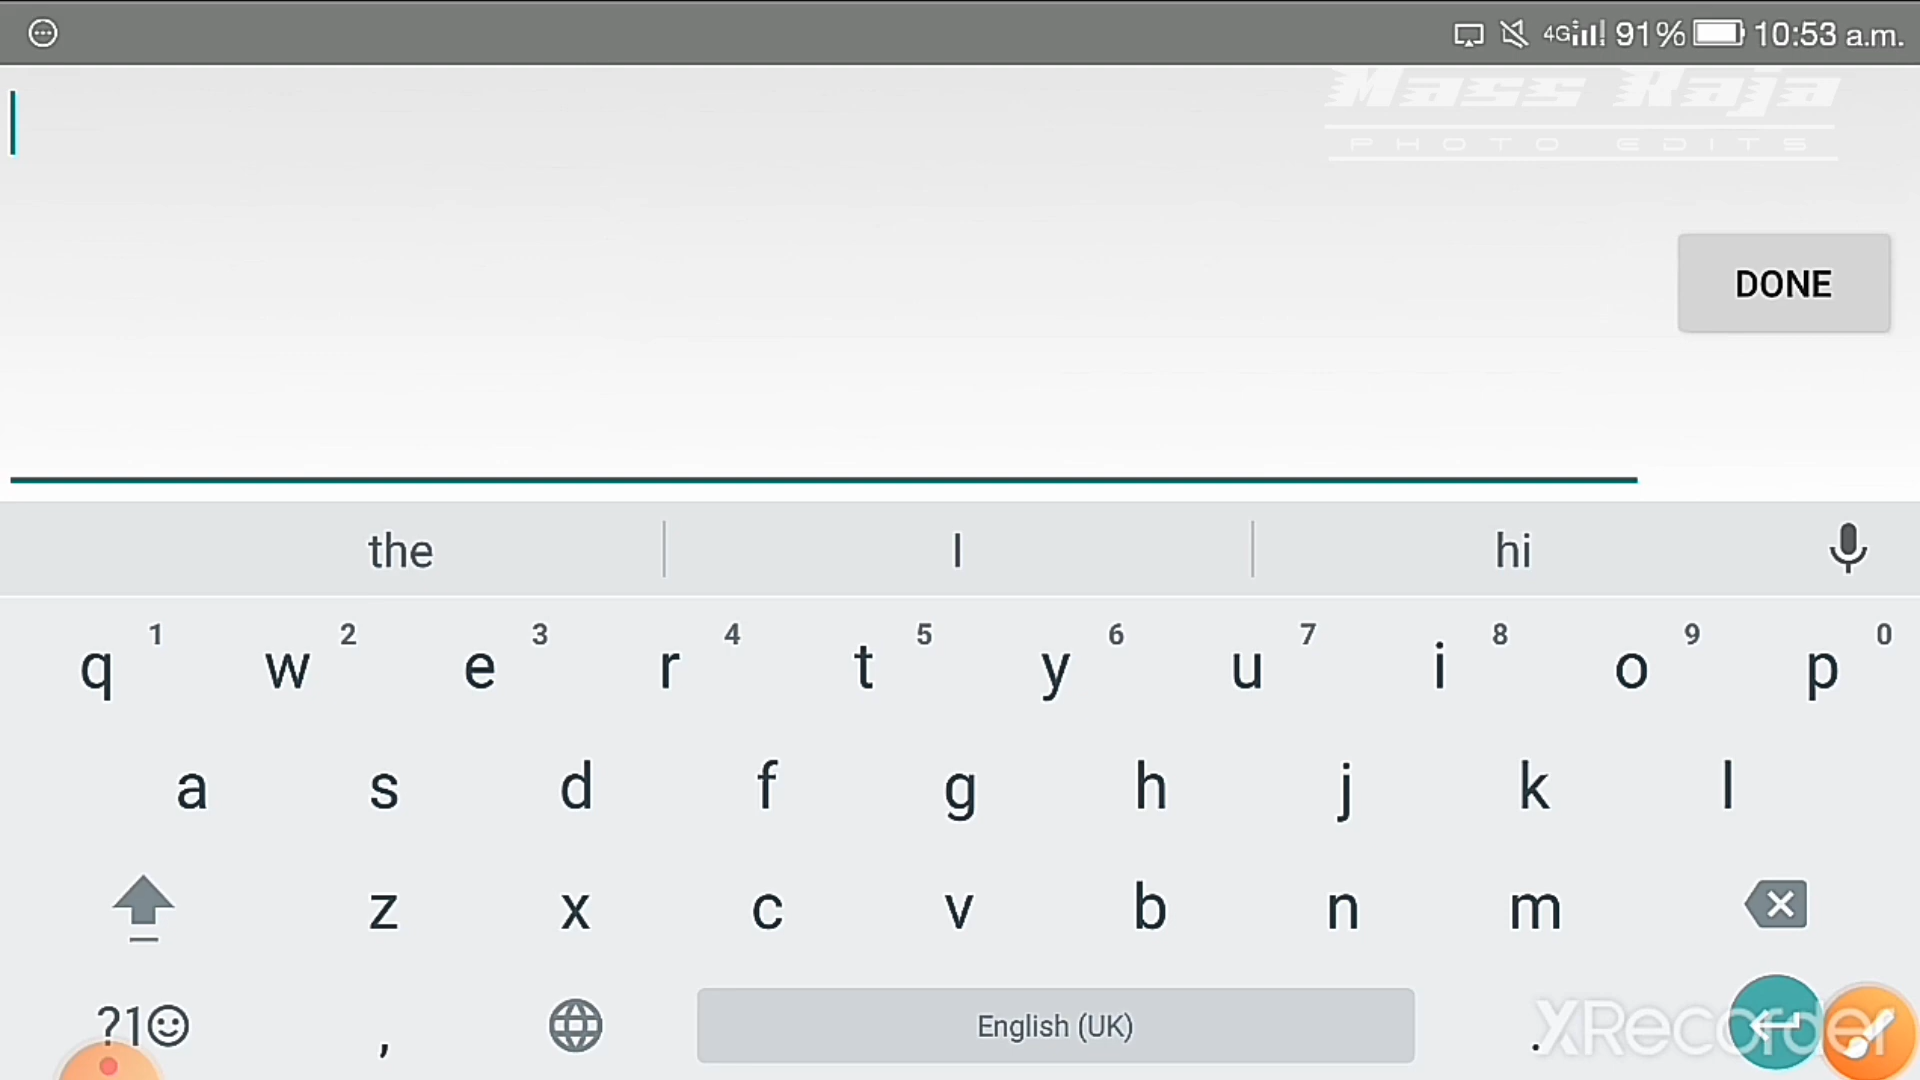 4G 91% 10:53 a.m.
Mass Raja
PHOTO EDITS
DONE
the I hi
1 2 3 4 5 6 7 8 9 0
q w e r t y u i o p
a s d f g h j k l
z x c v b n m
?1 , English (UK) .
XRecorder